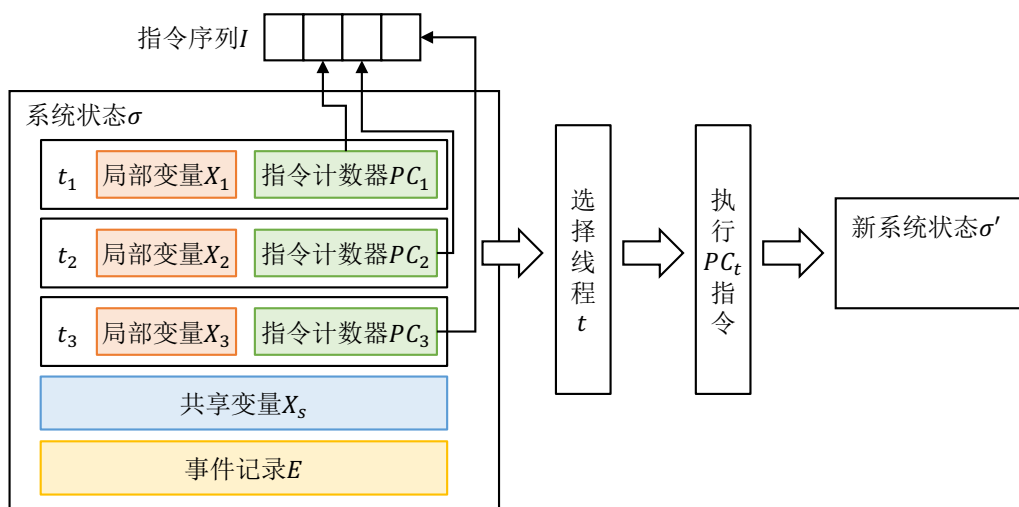 指令序列I
系统状态σ
t₁ 局部变量X₁ 指令计数器PC₁
t₂ 局部变量X₂ 指令计数器PC₂
t₃ 局部变量X₃ 指令计数器PC₃
共享变量Xₛ
事件记录E
选
择
线
程
t
执
行
PCₜ
指
令
新系统状态σ′